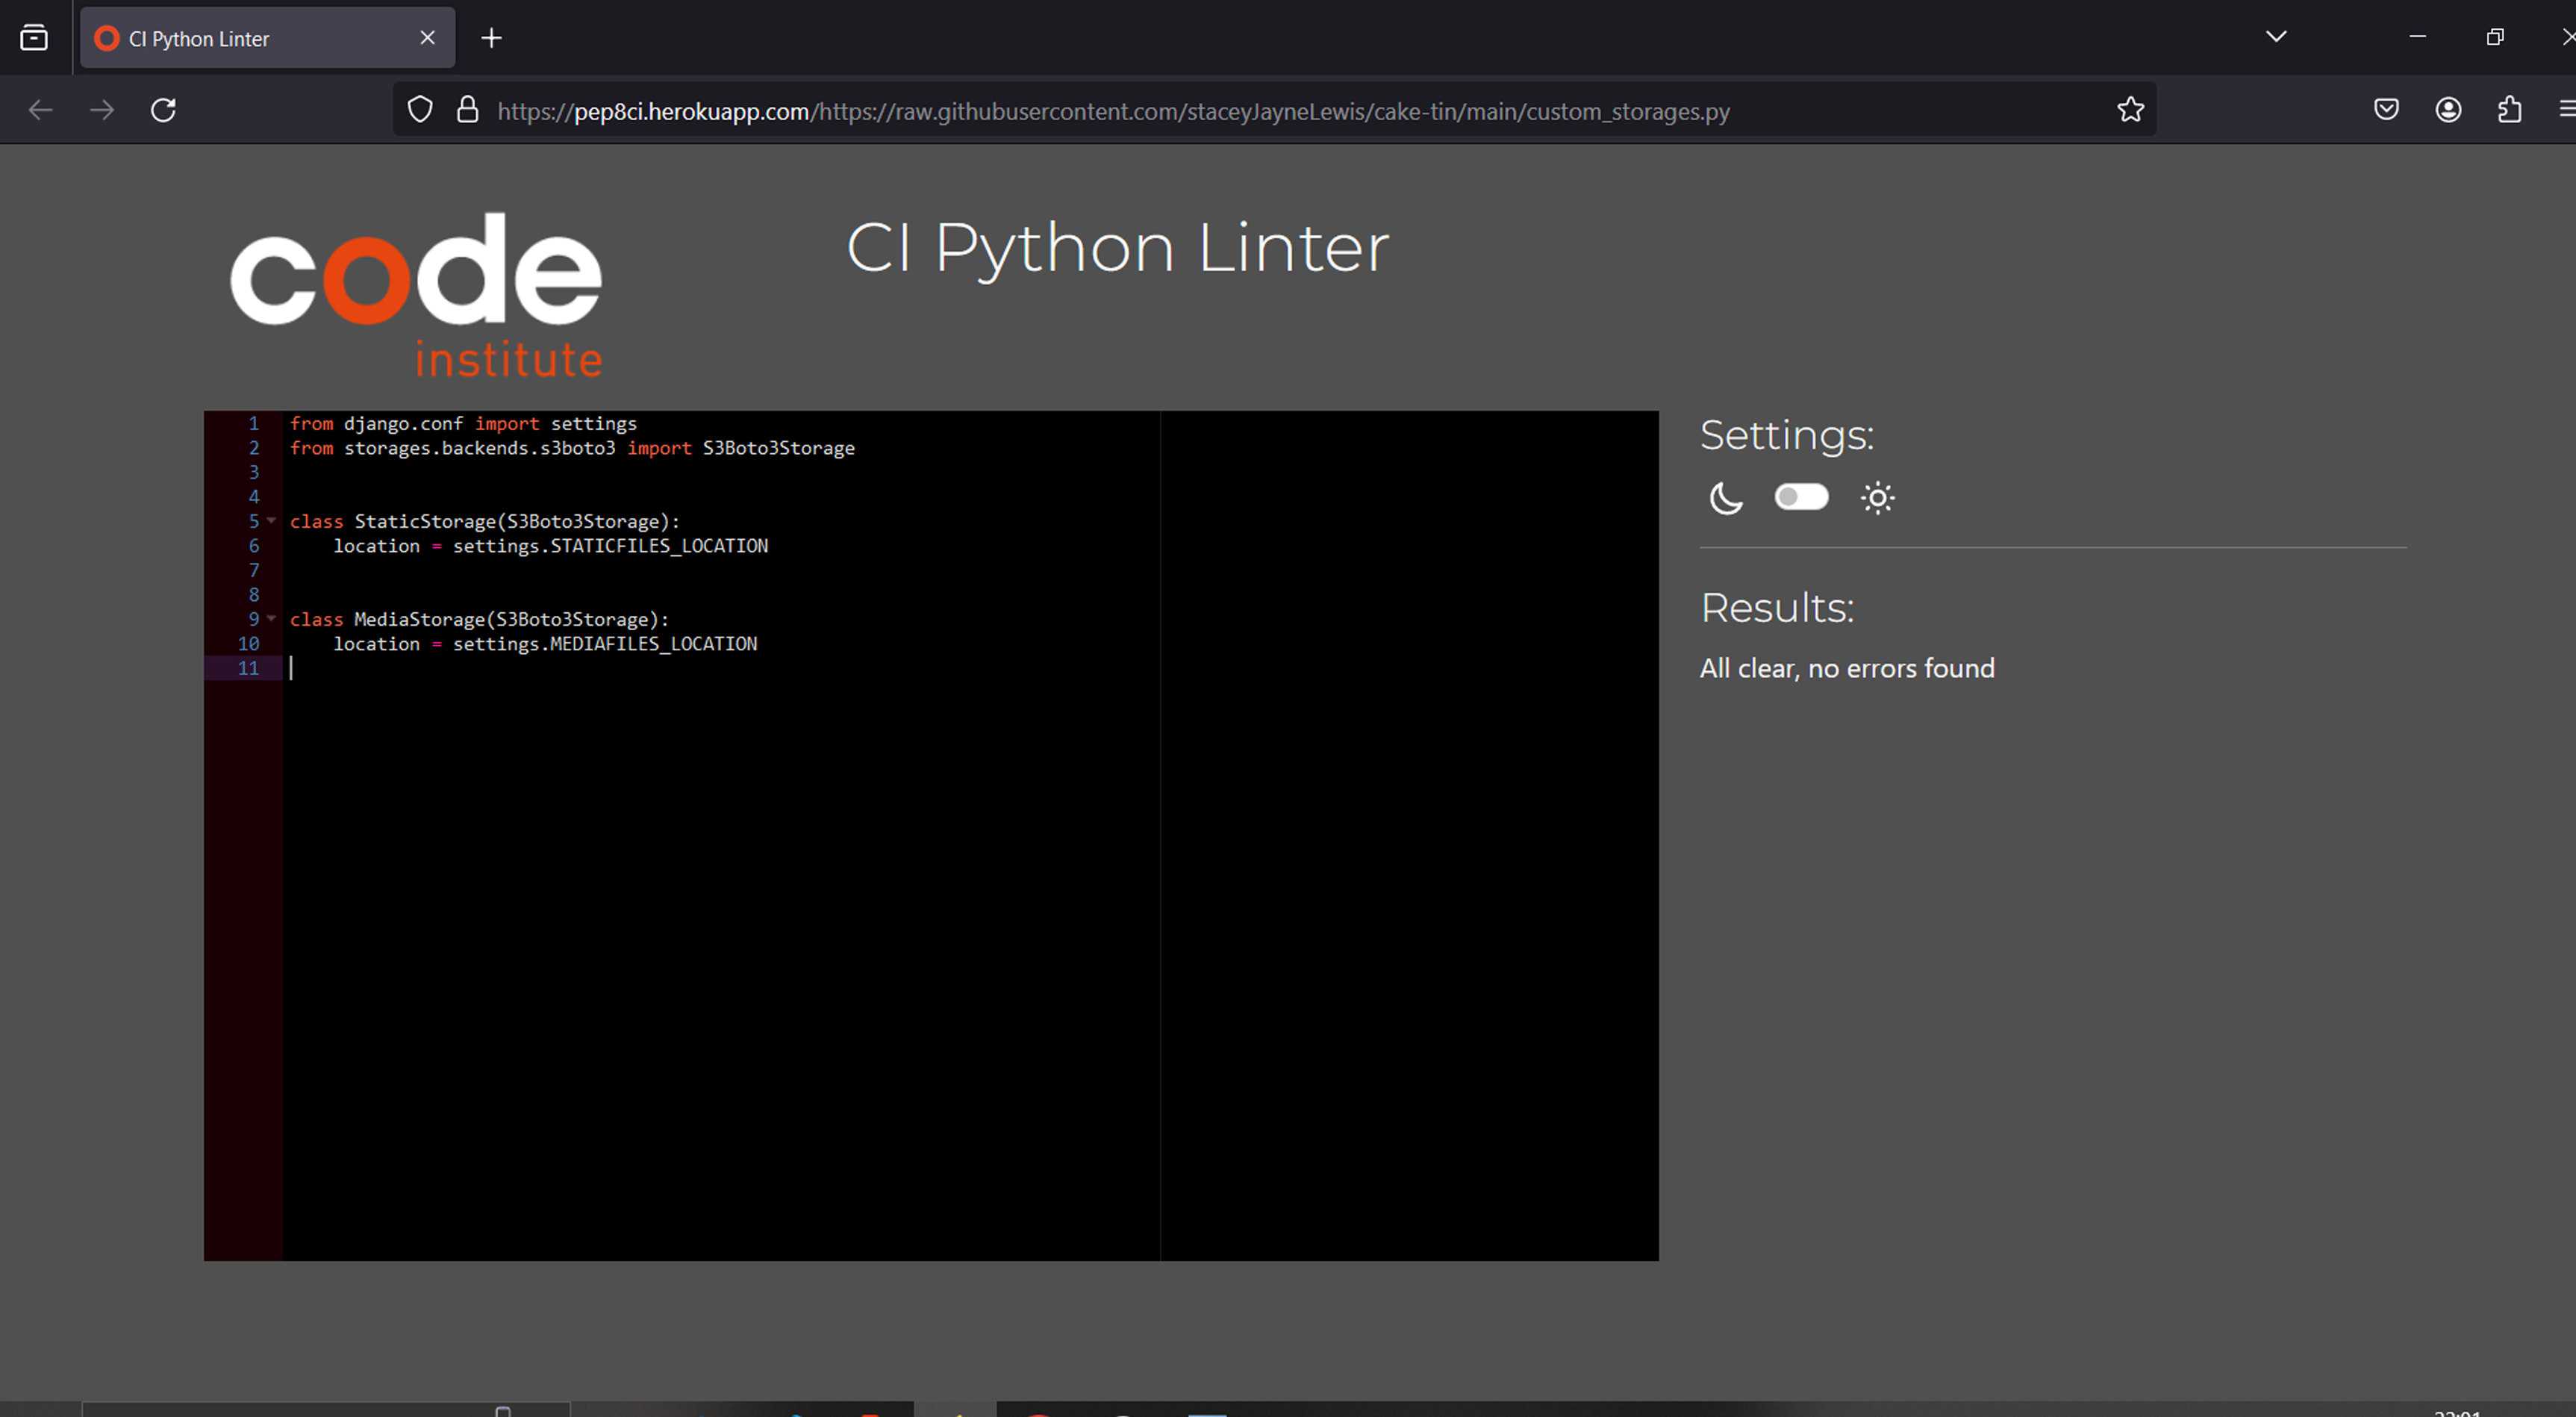 CI Python Linter
https://pep8ci.herokuapp.com/https://raw.githubusercontent.com/staceyJayneLewis/cake-tin/main/custom_storages.py
code
institute
CI Python Linter
1 from django.conf import settings
2 from storages.backends.s3boto3 import S3Boto3Storage
3
4
5 class StaticStorage(S3Boto3Storage):
6     location = settings.STATICFILES_LOCATION
7
8
9 class MediaStorage(S3Boto3Storage):
10     location = settings.MEDIAFILES_LOCATION
11
Settings:
Results:
All clear, no errors found